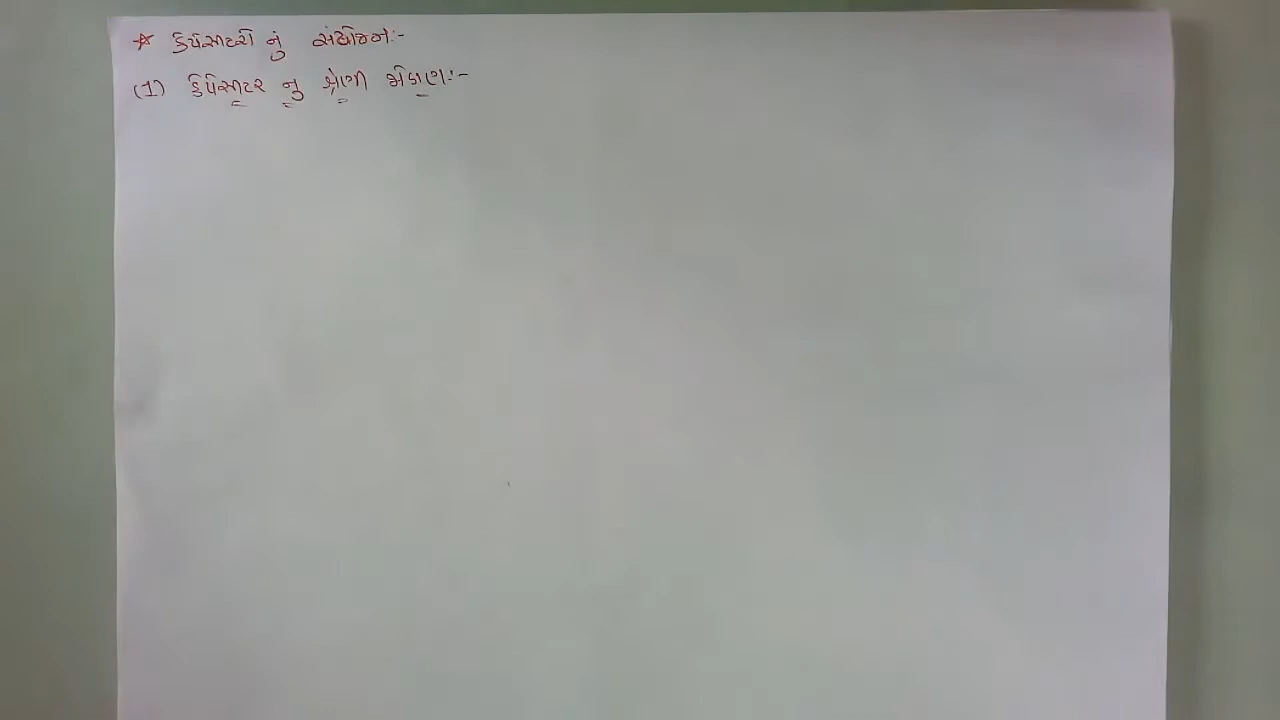 * કેપેસીટરો નું સંયોજન:-
(1) કેપેસીટર નુ શ્રેણી જોડાણ:-